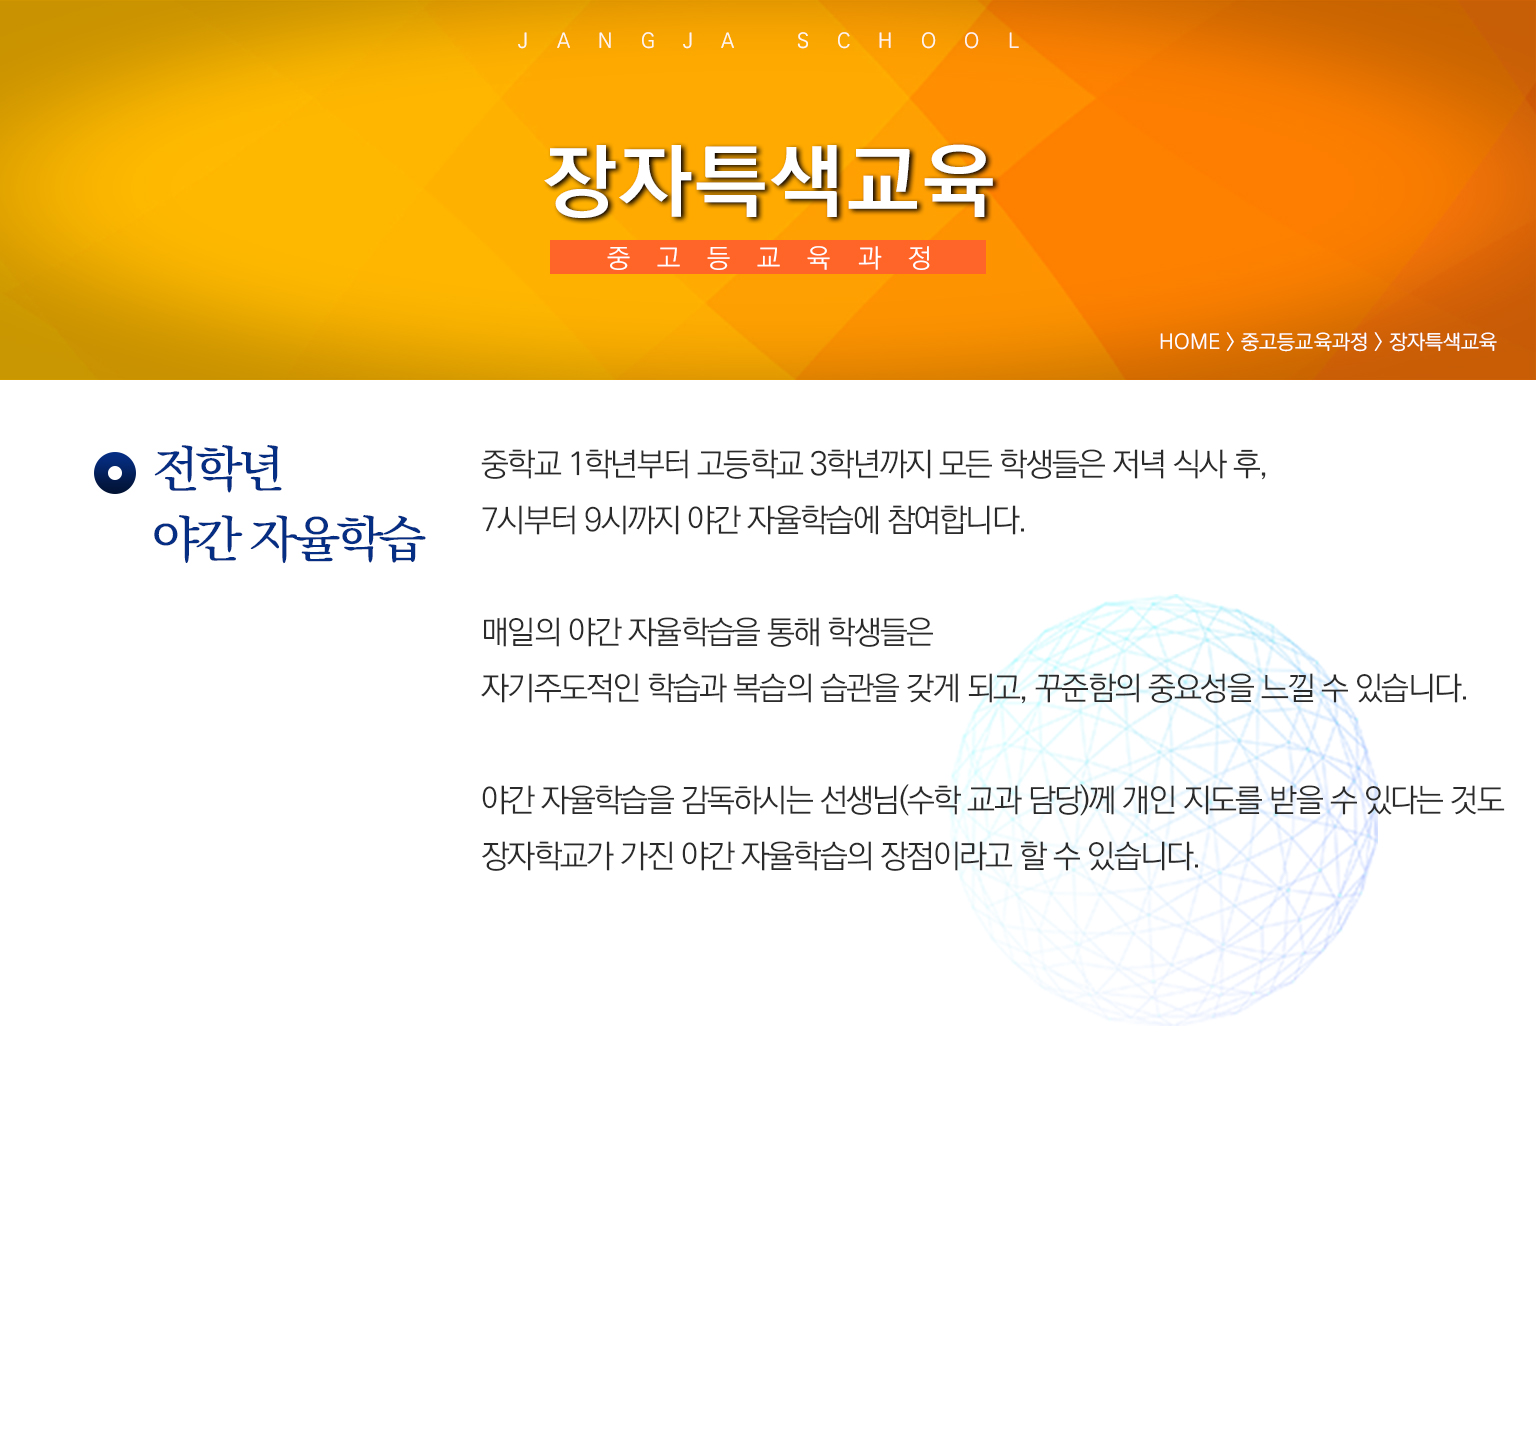 JANGJA SCHOOL
장자특색교육
중고등교육과정
HOME > 중고등교육과정 > 장자특색교육
전학년
야간 자율학습
중학교 1학년부터 고등학교 3학년까지 모든 학생들은 저녁 식사 후,
7시부터 9시까지 야간 자율학습에 참여합니다.
매일의 야간 자율학습을 통해 학생들은
자기주도적인 학습과 복습의 습관을 갖게 되고, 꾸준함의 중요성을 느낄 수 있습니다.
야간 자율학습을 감독하시는 선생님(수학 교과 담당)께 개인 지도를 받을 수 있다는 것도
장자학교가 가진 야간 자율학습의 장점이라고 할 수 있습니다.